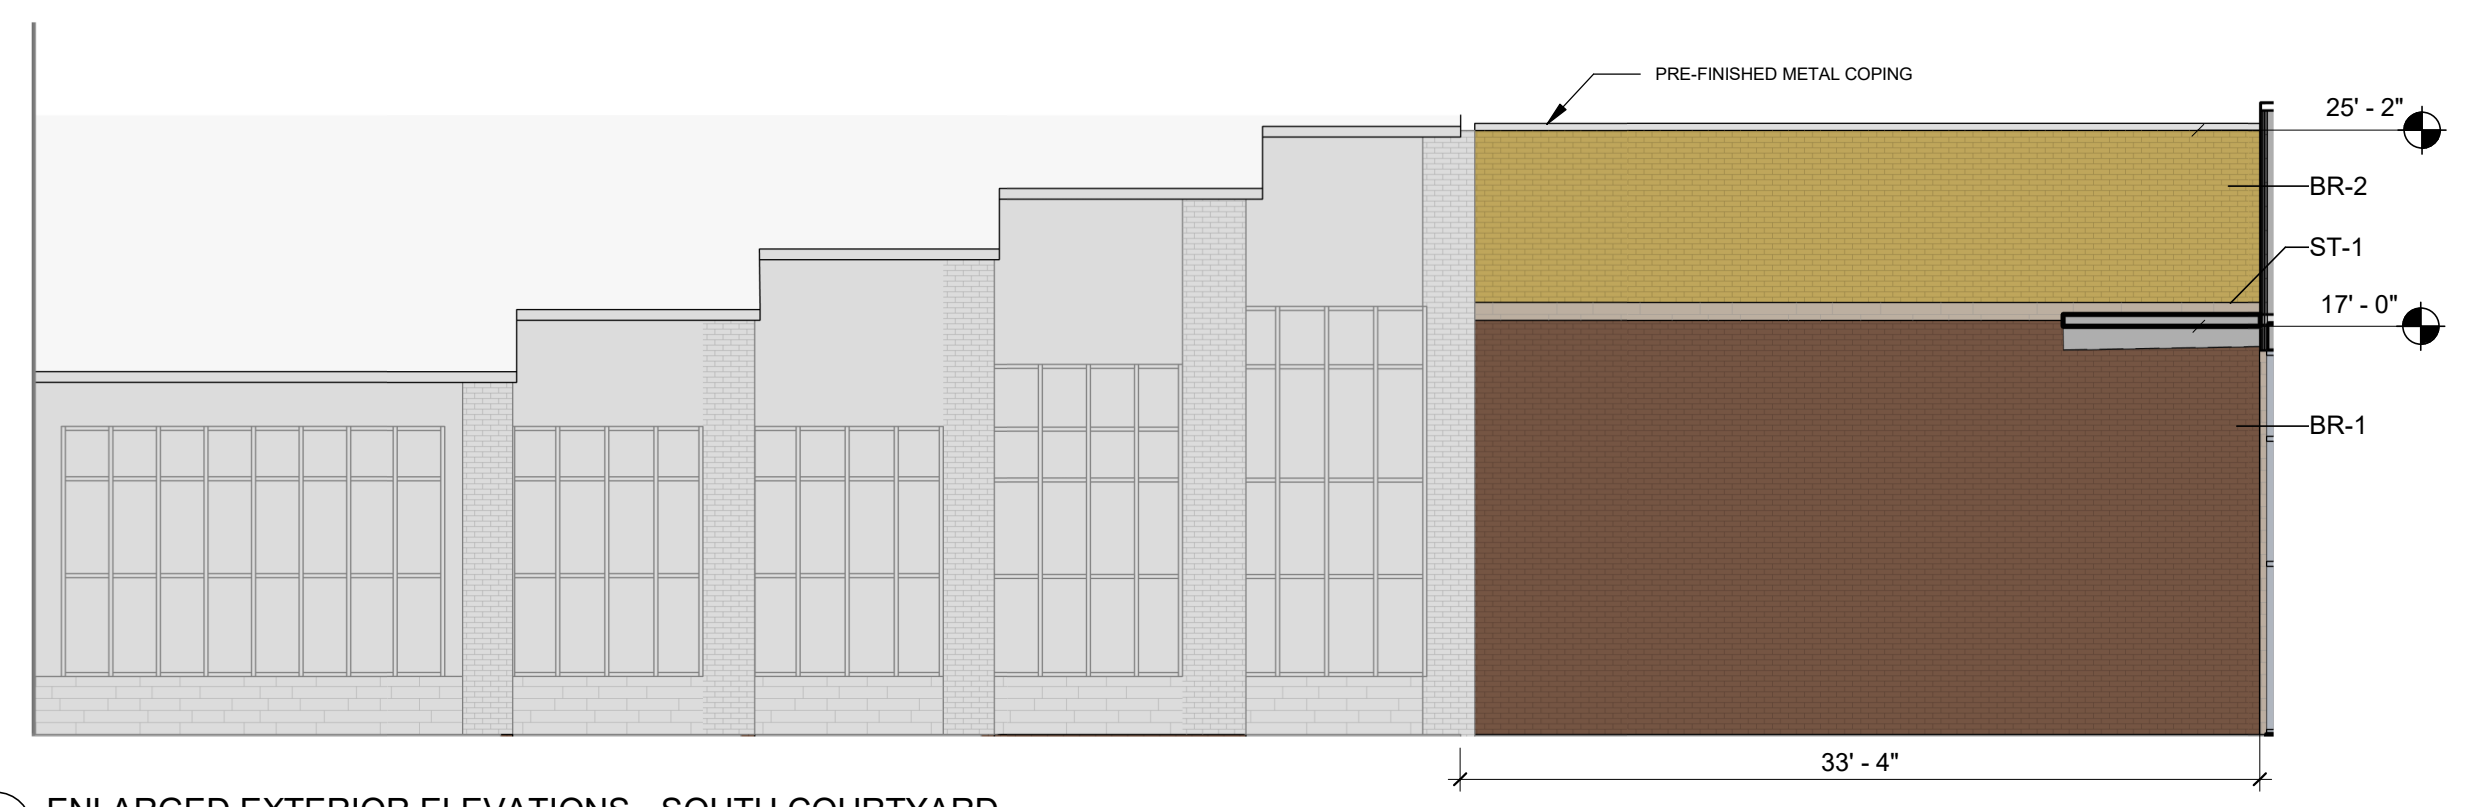 PRE-FINISHED METAL COPING
25' - 2"
BR-2
ST-1
17' - 0"
BR-1
33' - 4"
ENLARGED EXTERIOR ELEVATIONS - SOUTH COURTYARD